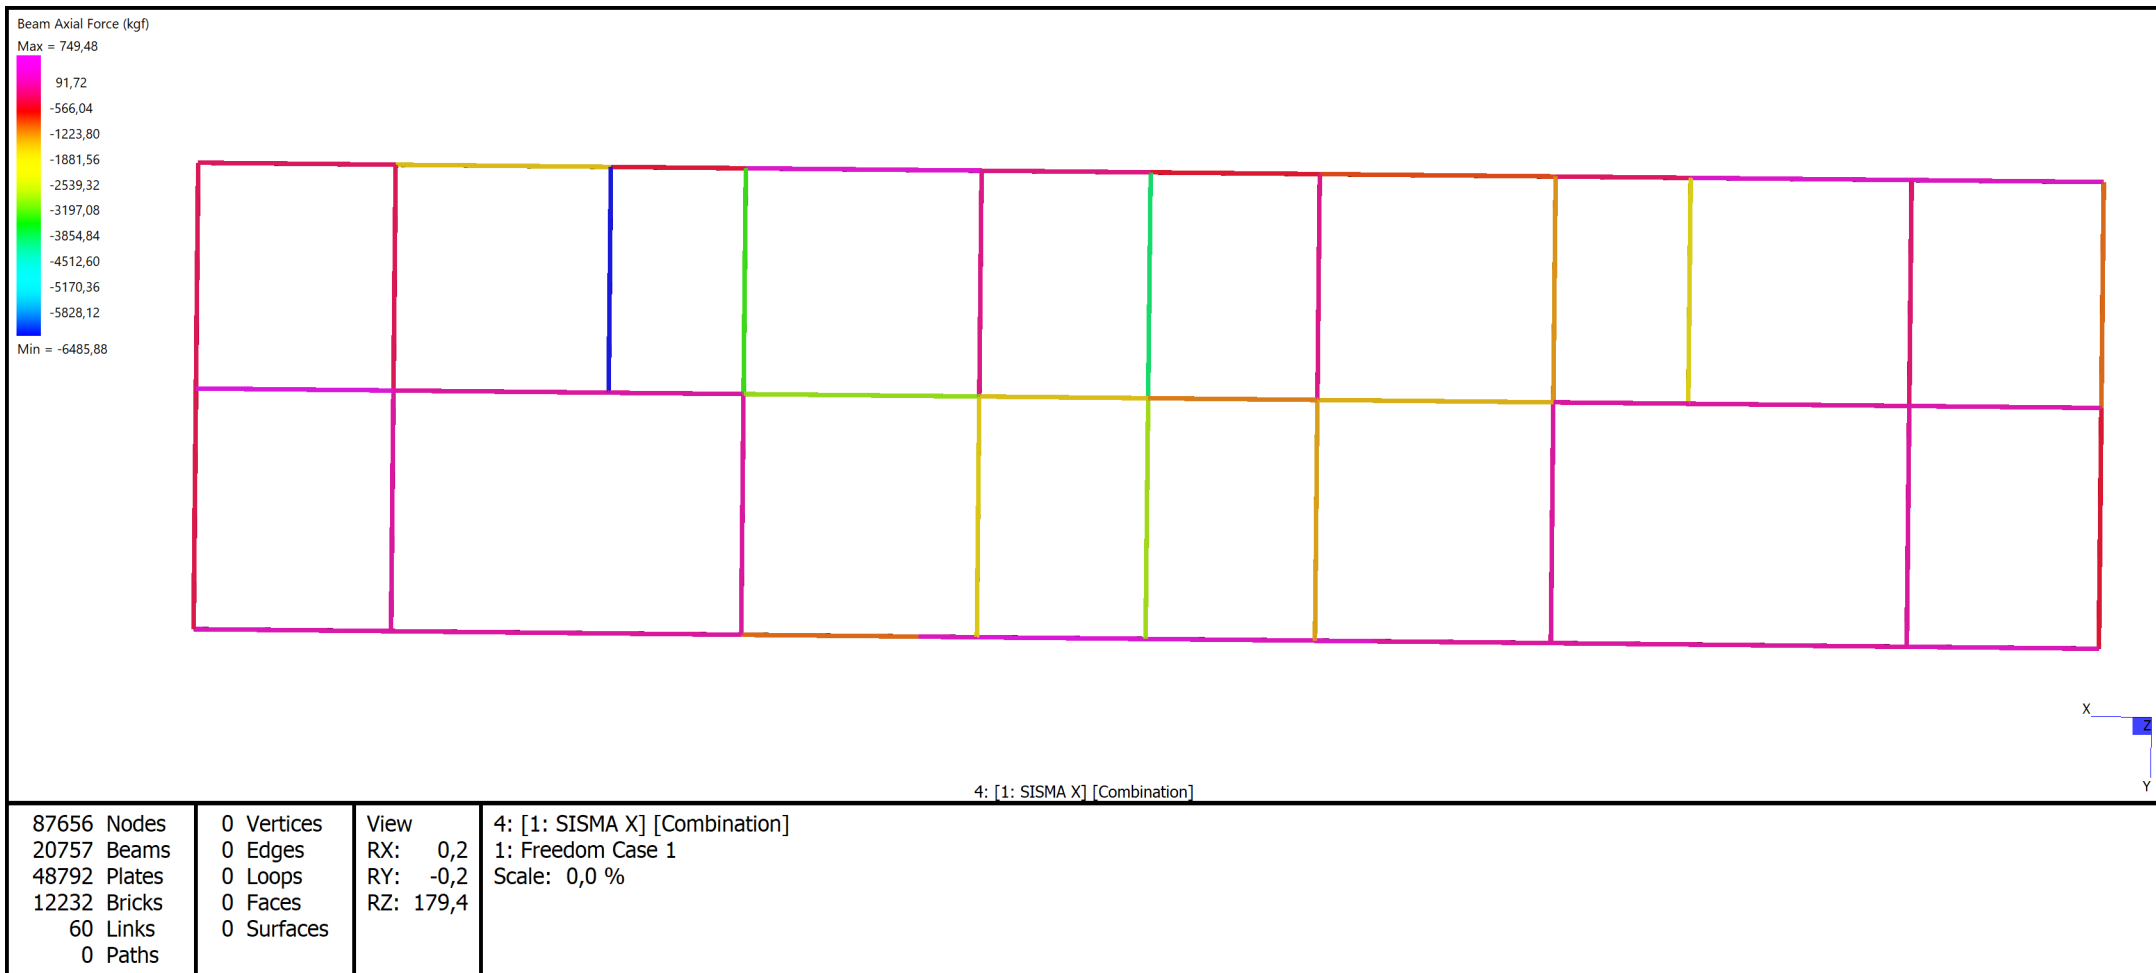 Beam Axial Force (kgf)
Max = 749,48
91,72
-566,04
-1223,80
-1881,56
-2539,32
-3197,08
-3854,84
-4512,60
-5170,36
-5828,12
Min = -6485,88
X
Z
Y
4: [1: SISMA X] [Combination]
87656 Nodes
20757 Beams
48792 Plates
12232 Bricks
60 Links
0 Paths
0 Vertices
0 Edges
0 Loops
0 Faces
0 Surfaces
View
RX: 0,2
RY: -0,2
RZ: 179,4
4: [1: SISMA X] [Combination]
1: Freedom Case 1
Scale: 0,0 %